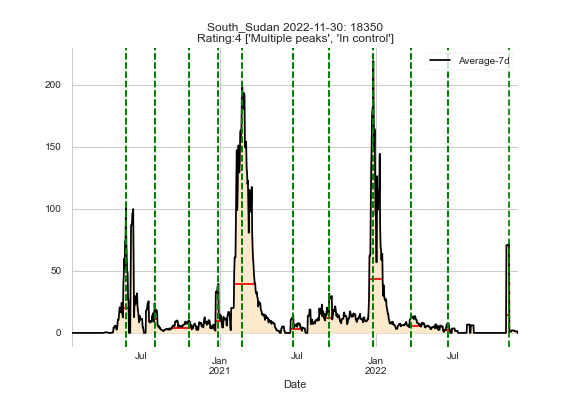 South_Sudan 2022-11-30: 18350
Rating:4 ['Multiple peaks', 'In control']
Average-7d
200
150
100
50
0
Jul
Jan
2021
Jul
Jan
2022
Jul
Date